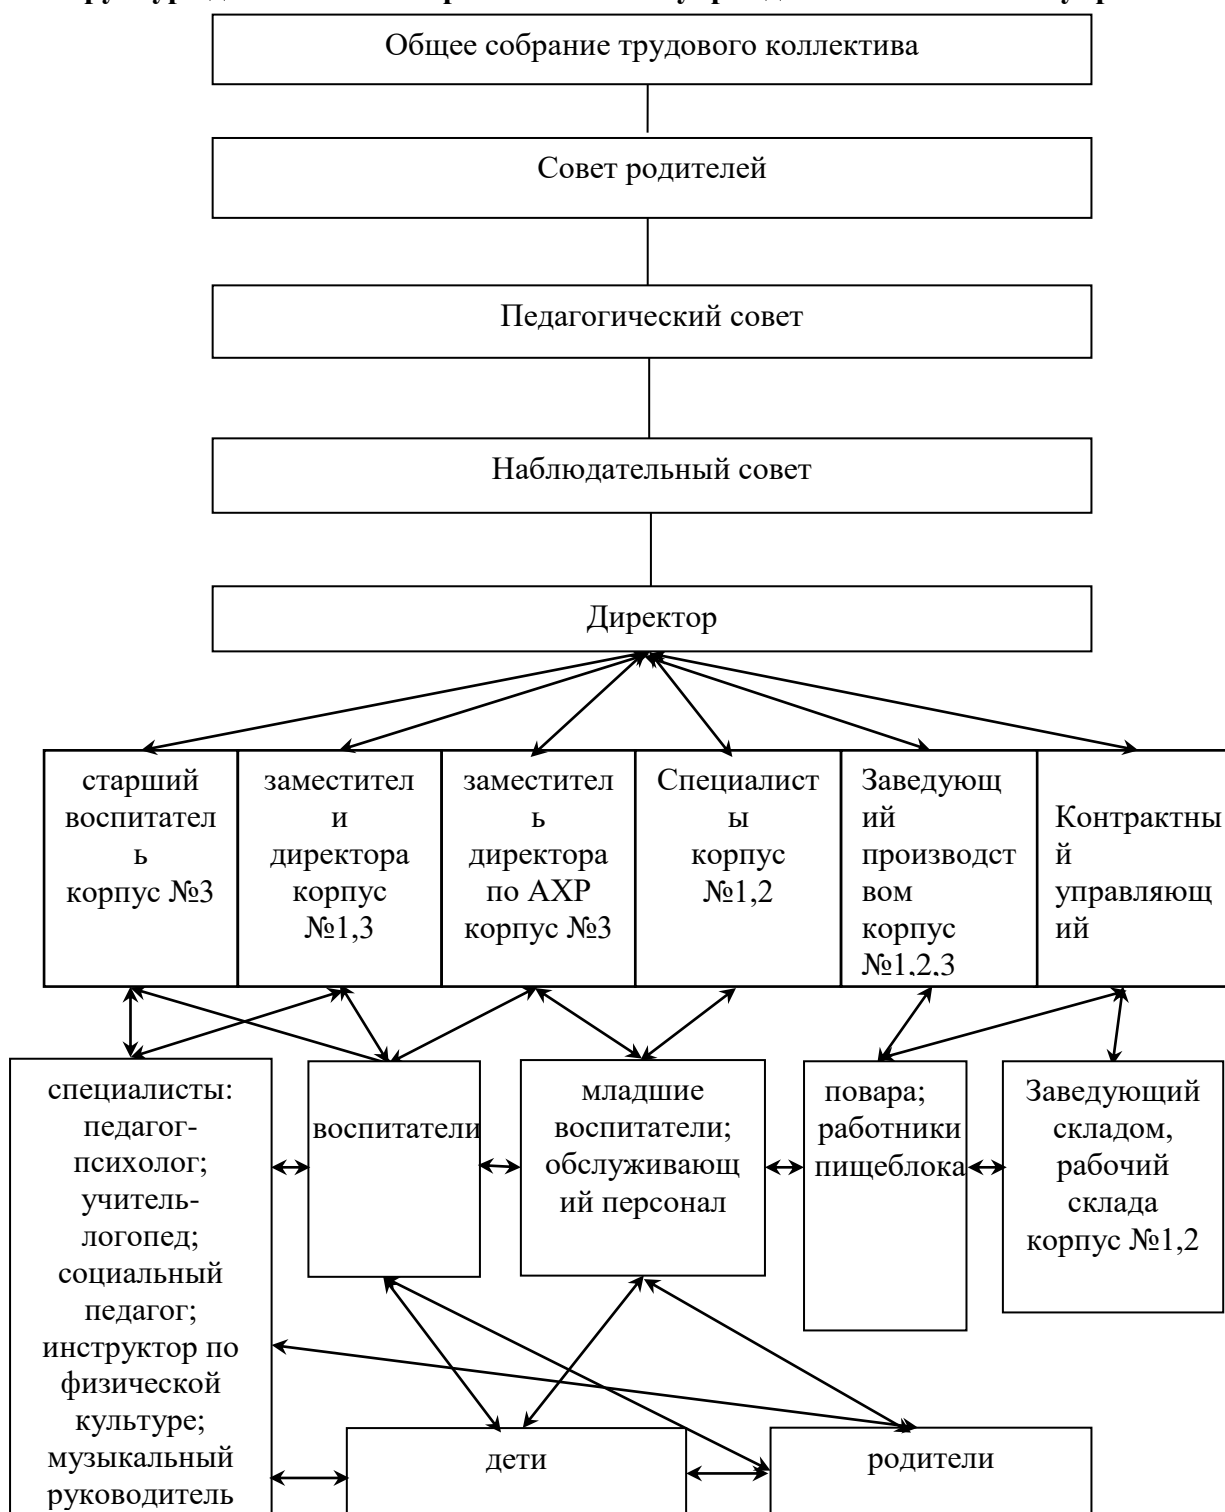 Общее собрание трудового коллектива
Совет родителей
Педагогический совет
Наблюдательный совет
Директор
старший
воспитател
ь
корпус №3
заместител
и
директора
корпус
№1,3
заместител
ь
директора
по АХР
корпус №3
Специалист
ы
корпус
№1,2
Заведующ
ий
производст
вом
корпус
№1,2,3
Контрактны
й
управляющ
ий
специалисты:
педагог-
психолог;
учитель-
логопед;
социальный
педагог;
инструктор по
физической
культуре;
музыкальный
руководитель
воспитатели
младшие
воспитатели;
обслуживающ
ий персонал
повара;
работники
пищеблока
Заведующий
складом,
рабочий
склада
корпус №1,2
дети
родители